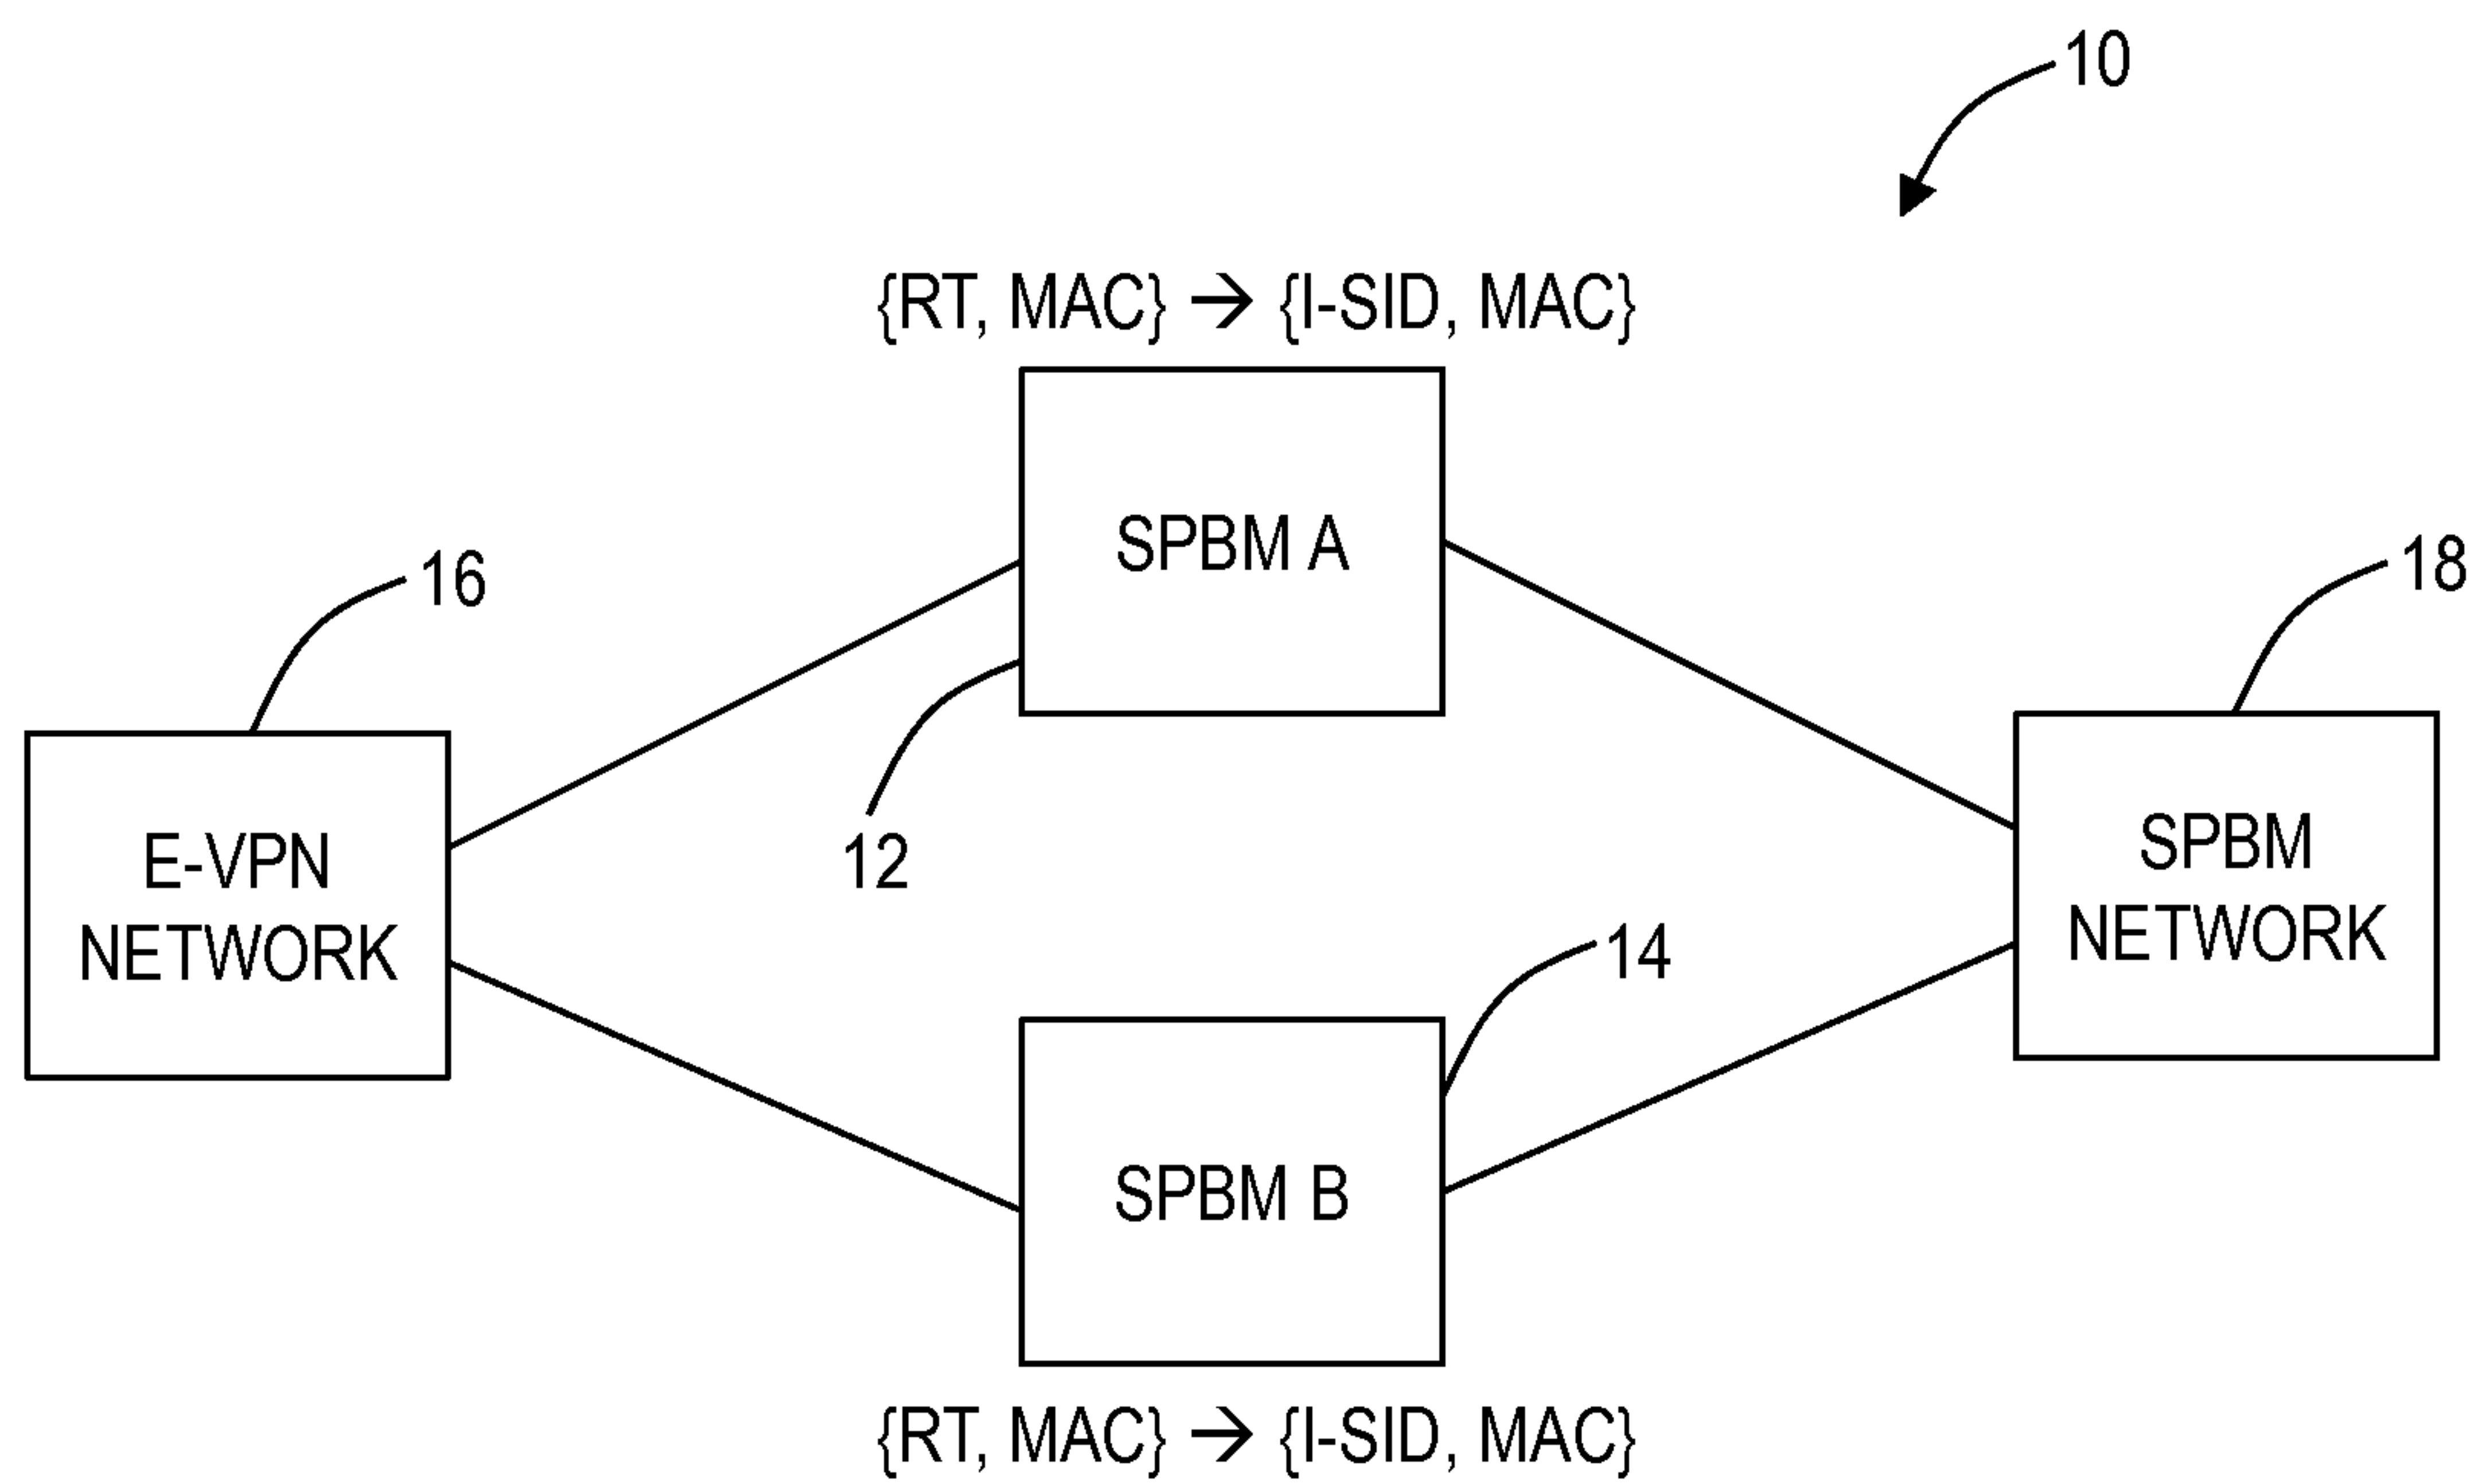 10
{RT, MAC} → {I-SID, MAC}
SPBM A
16
18
12
E-VPN
NETWORK
SPBM
NETWORK
14
SPBM B
{RT, MAC} → {I-SID, MAC}